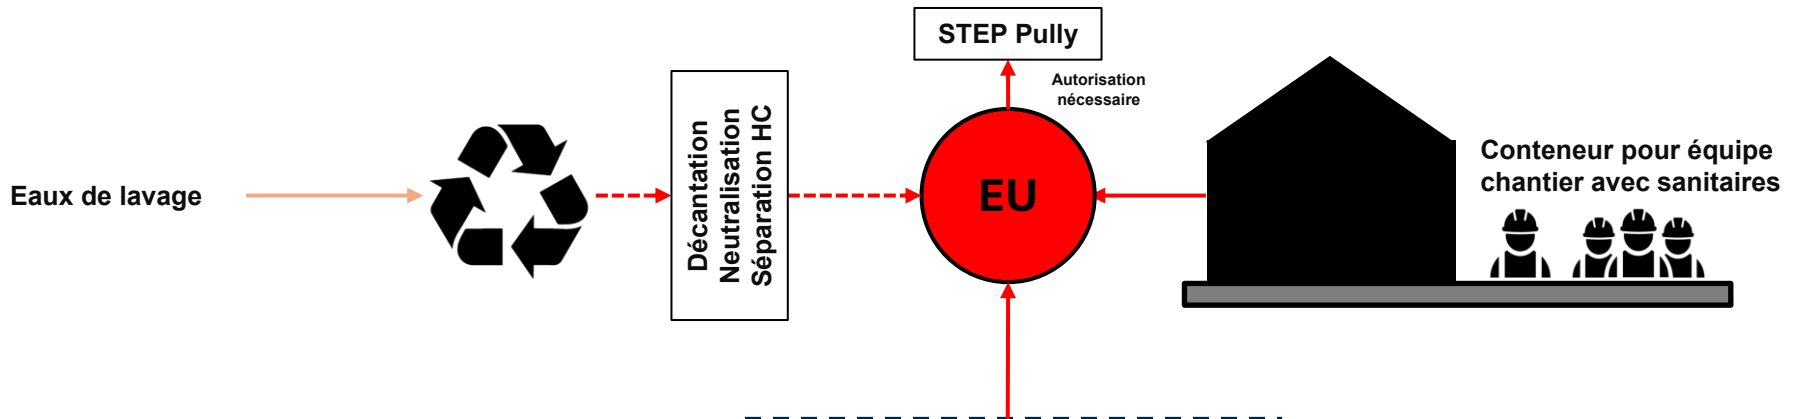 STEP Pully
Autorisation
nécessaire
Eaux de lavage
Décantation
Neutralisation
Séparation HC
EU
Conteneur pour équipe
chantier avec sanitaires